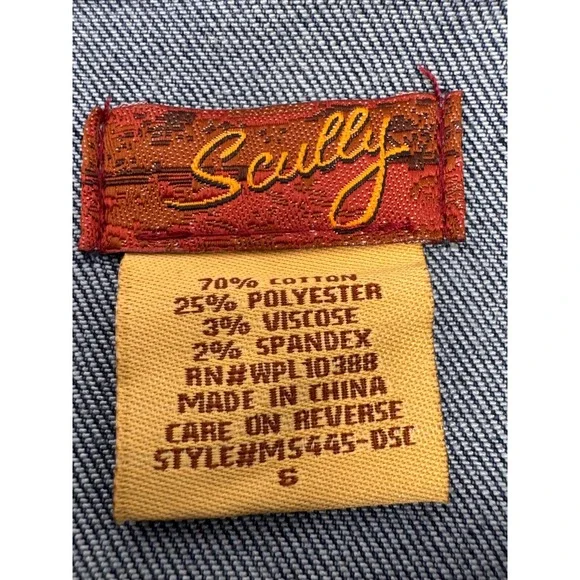 Scully
70% COTTON
25% POLYESTER
3% VISCOSE
2% SPANDEX
RN#WPL10388
MADE IN CHINA
CARE ON REVERSE
STYLE#MS445-DSC
S